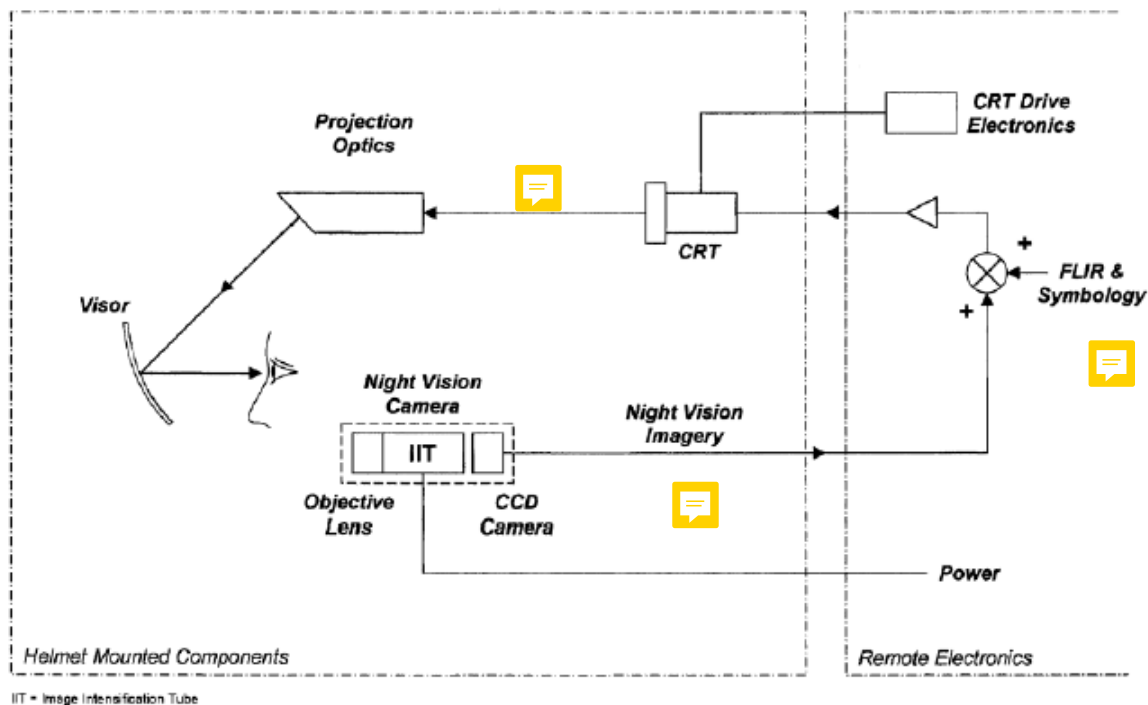 CRT Drive
Electronics
Projection
Optics
CRT
+
FLIR &
Symbology
+
Visor
Night Vision
Camera
Night Vision
Imagery
IIT
Objective
Lens
CCD
Camera
Power
Helmet Mounted Components
Remote Electronics
IIT = Image Intensification Tube